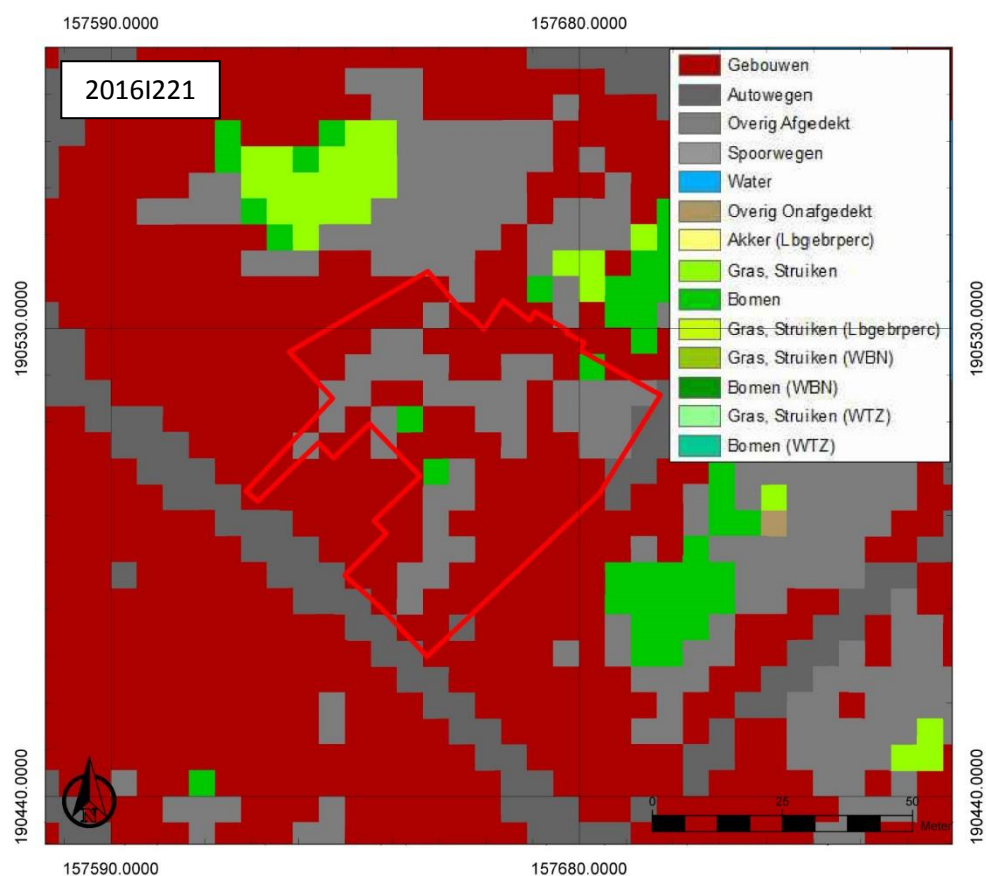 157590.0000 157680.0000
2016I221
Gebouwen
Autowegen
Overig Afgedekt
Spoorwegen
Water
Overig Onafgedekt
Akker (Lbgebrperc)
Gras, Struiken
Bomen
Gras, Struiken (Lbgebrperc)
Gras, Struiken (WBN)
Bomen (WBN)
Gras, Struiken (WTZ)
Bomen (WTZ)
190530.0000 190530.0000
190440.0000 190440.0000
N
0 25 50
Meter
157590.0000 157680.0000